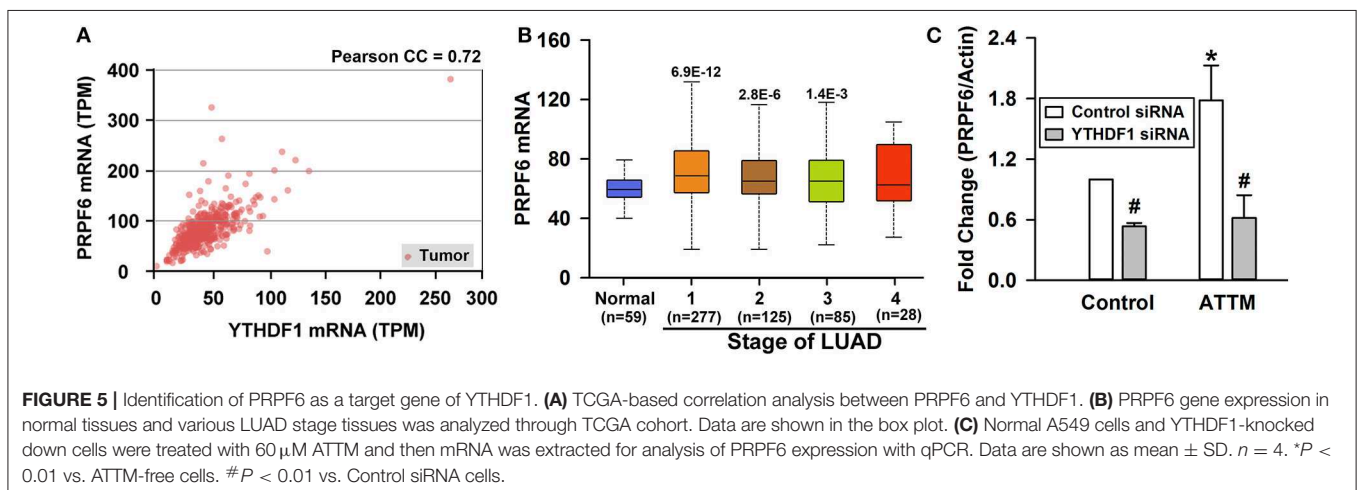 A
Pearson CC = 0.72
PRPF6 mRNA (TPM)
400
300
200
100
0
Tumor
0 50 100 150 200 250 300
YTHDF1 mRNA (TPM)
B
PRPF6 mRNA
160
120
80
40
0
6.9E-12
2.8E-6
1.4E-3
Normal 1 2 3 4
(n=59) (n=277) (n=125) (n=85) (n=28)
Stage of LUAD
C
Fold Change (PRPF6/Actin)
2.4
1.8
1.2
0.6
0.0
Control siRNA
YTHDF1 siRNA
#
*
#
Control ATTM
FIGURE 5 | Identification of PRPF6 as a target gene of YTHDF1. (A) TCGA-based correlation analysis between PRPF6 and YTHDF1. (B) PRPF6 gene expression in
normal tissues and various LUAD stage tissues was analyzed through TCGA cohort. Data are shown in the box plot. (C) Normal A549 cells and YTHDF1-knocked
down cells were treated with 60 μM ATTM and then mRNA was extracted for analysis of PRPF6 expression with qPCR. Data are shown as mean ± SD. n = 4. *P <
0.01 vs. ATTM-free cells. #P < 0.01 vs. Control siRNA cells.